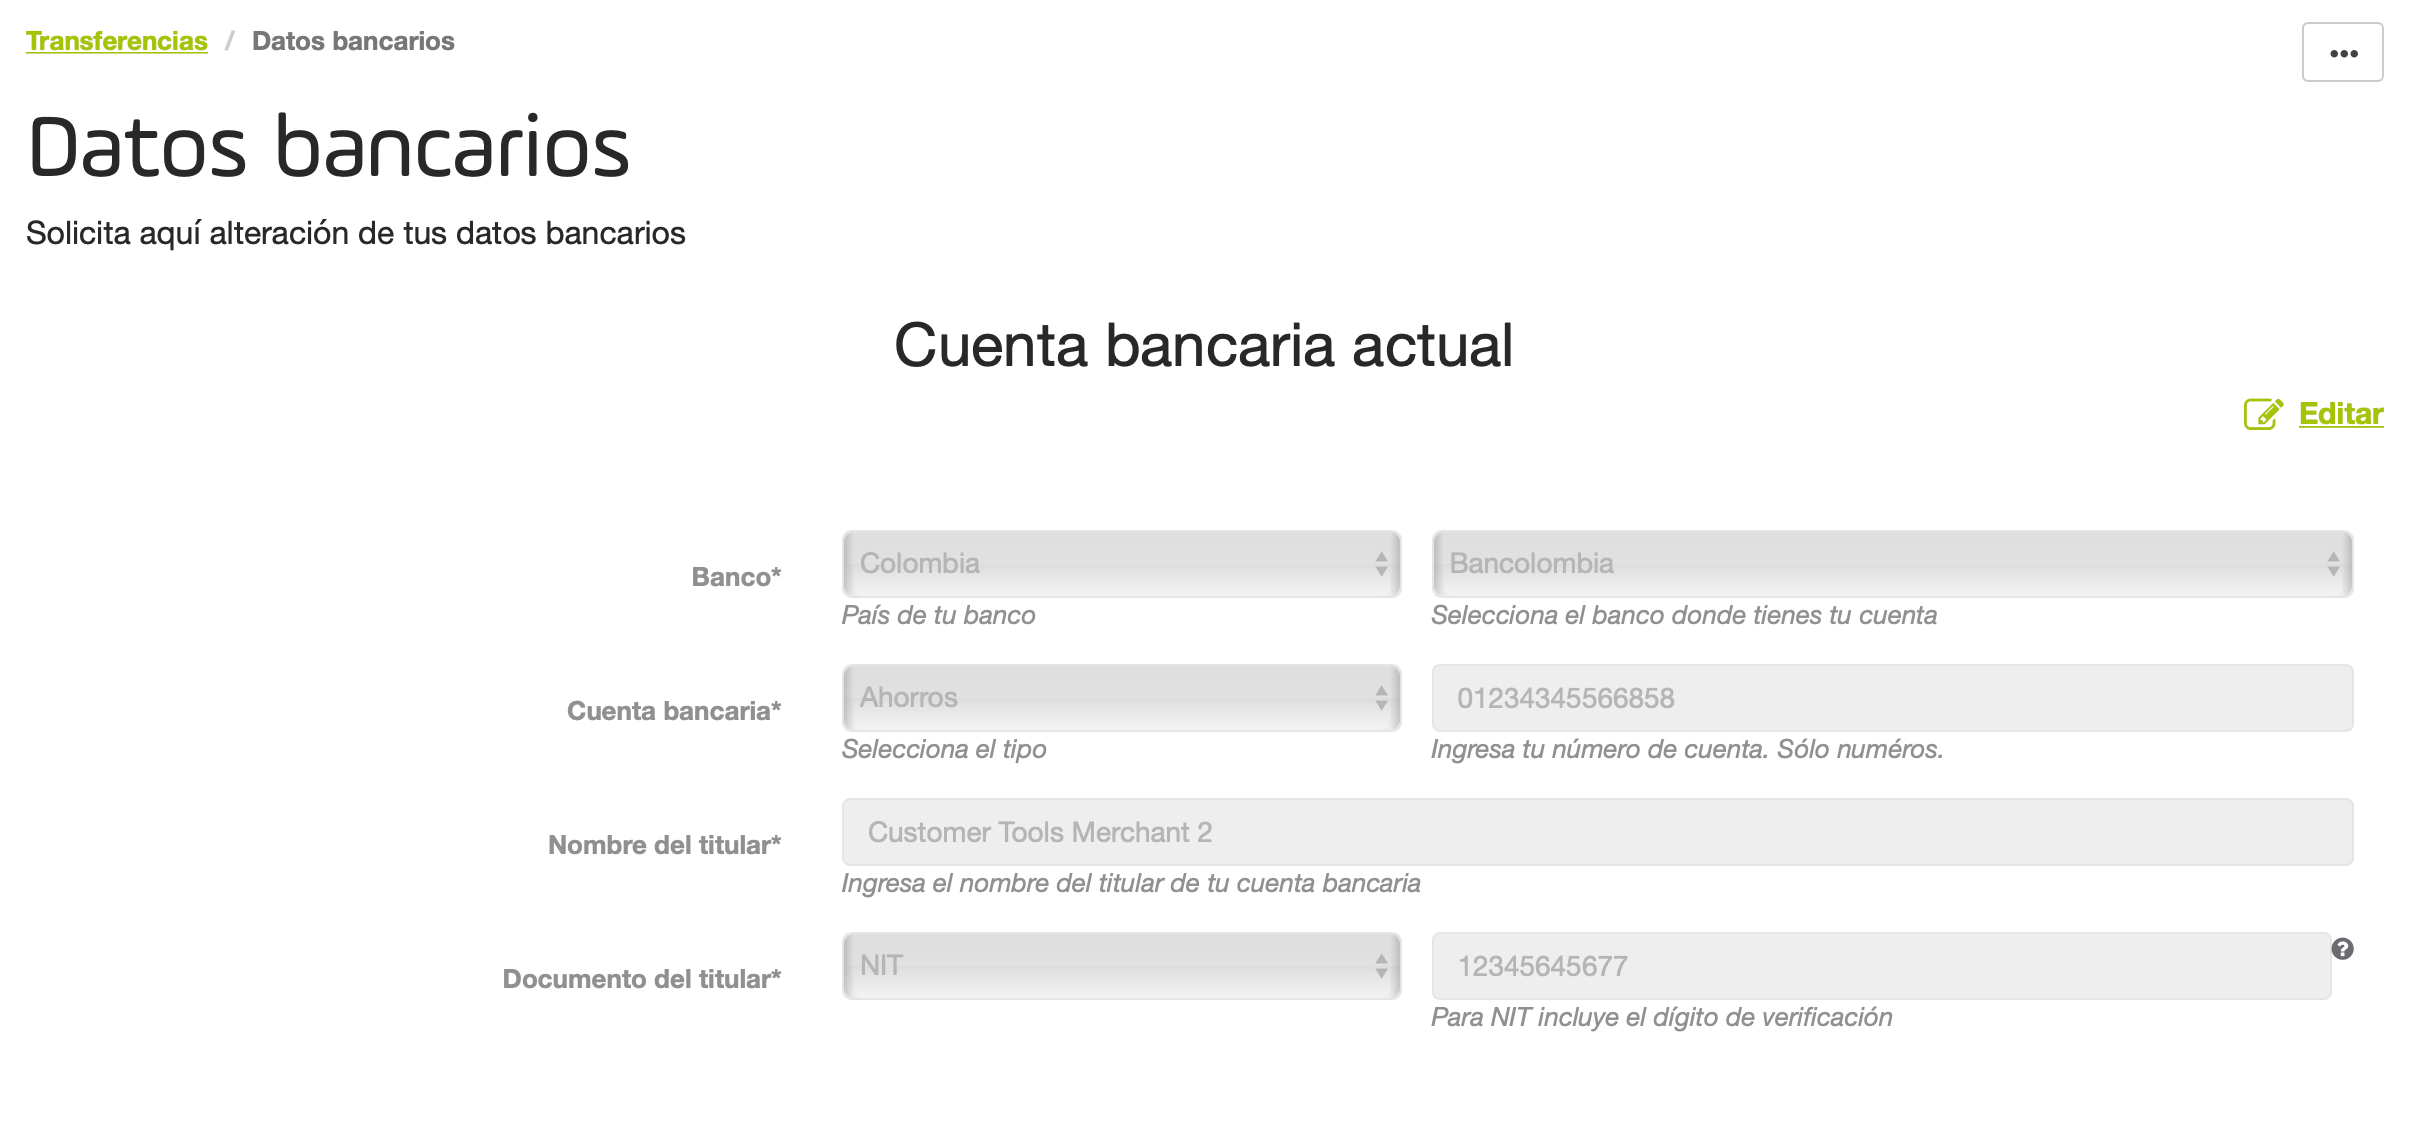 Transferencias / Datos bancarios
•••
Datos bancarios
Solicita aquí alteración de tus datos bancarios
Cuenta bancaria actual
Editar
Banco* Colombia Bancolombia
País de tu banco Selecciona el banco donde tienes tu cuenta
Cuenta bancaria* Ahorros 01234345566858
Selecciona el tipo Ingresa tu número de cuenta. Sólo numéros.
Nombre del titular* Customer Tools Merchant 2
Ingresa el nombre del titular de tu cuenta bancaria
Documento del titular* NIT 12345645677 ?
Para NIT incluye el dígito de verificación